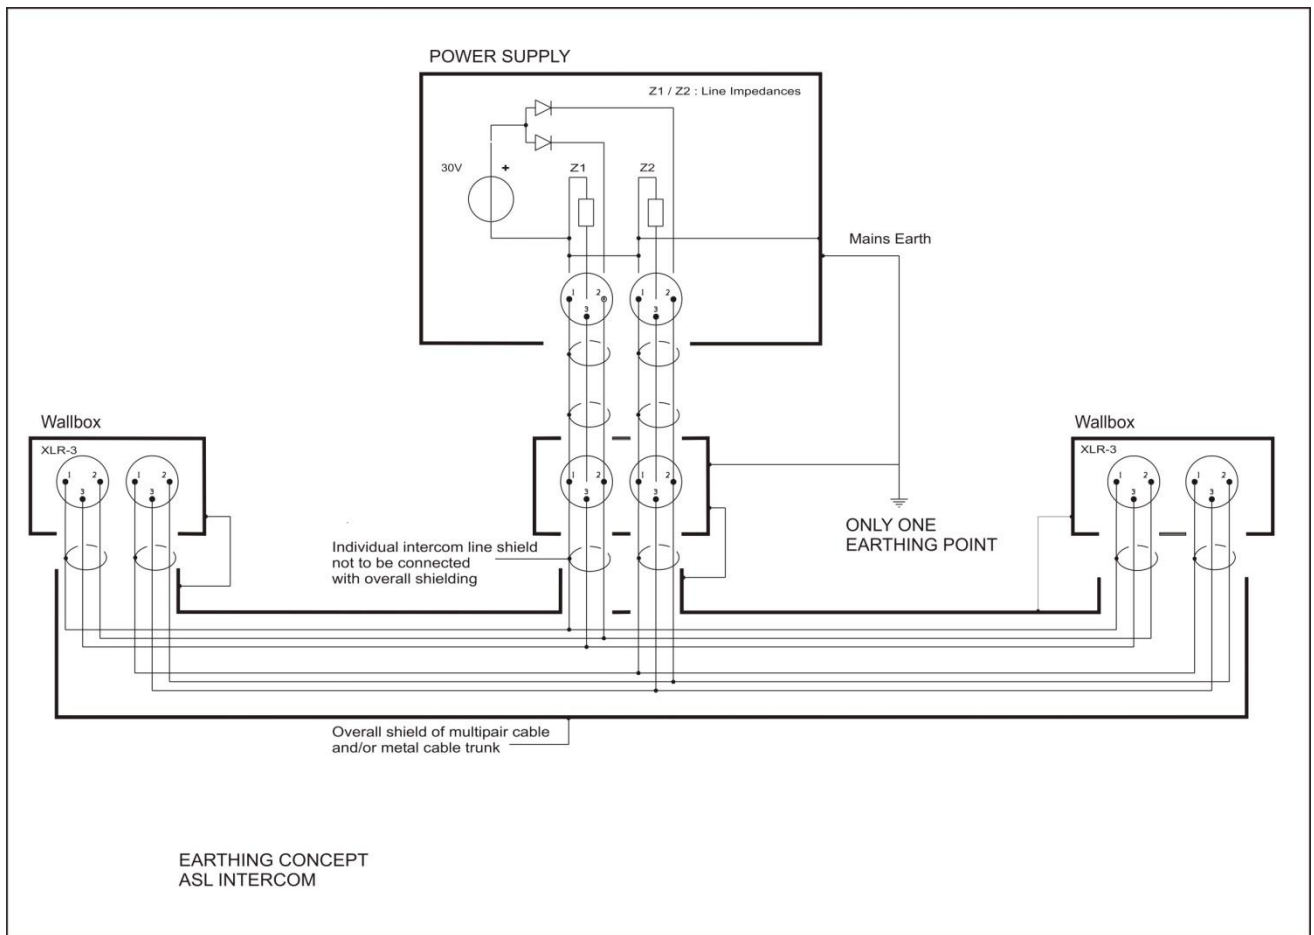 POWER SUPPLY
Z1 / Z2 : Line Impedances
30V
+
Z1
Z2
Mains Earth
1 2
3
1 2
3
Wallbox
XLR-3
1 2
3
1 2
3
1 2
3
1 2
3
Wallbox
XLR-3
1 2
3
1 2
3
ONLY ONE
EARTHING POINT
Individual intercom line shield
not to be connected
with overall shielding
Overall shield of multipair cable
and/or metal cable trunk
EARTHING CONCEPT
ASL INTERCOM